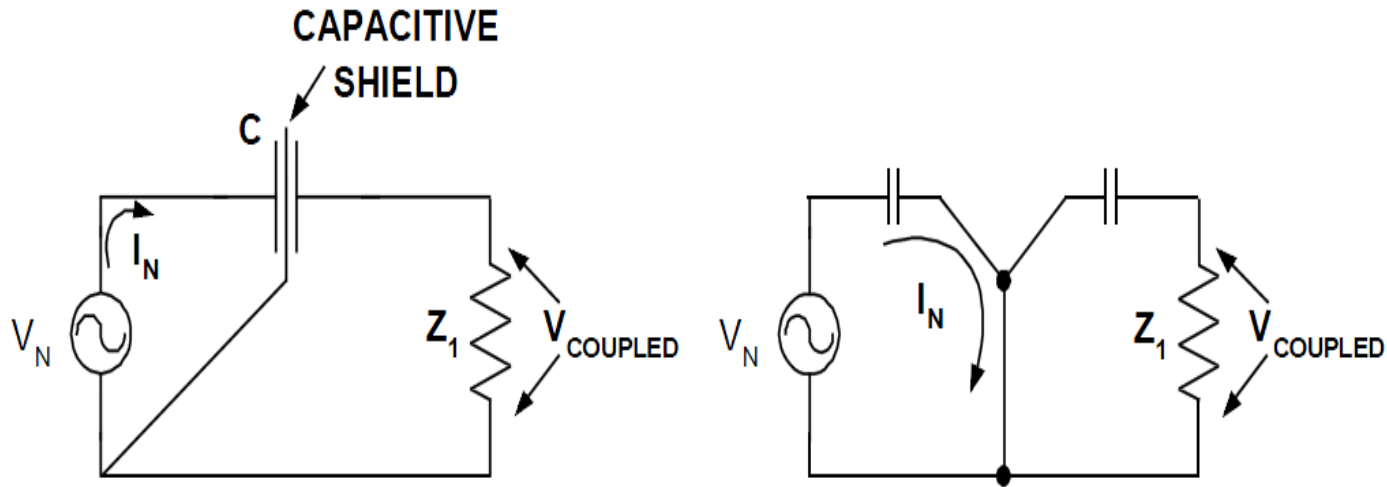 CAPACITIVE
SHIELD
C
I_N
V_N
Z_1
V_COUPLED
I_N
V_N
Z_1
V_COUPLED